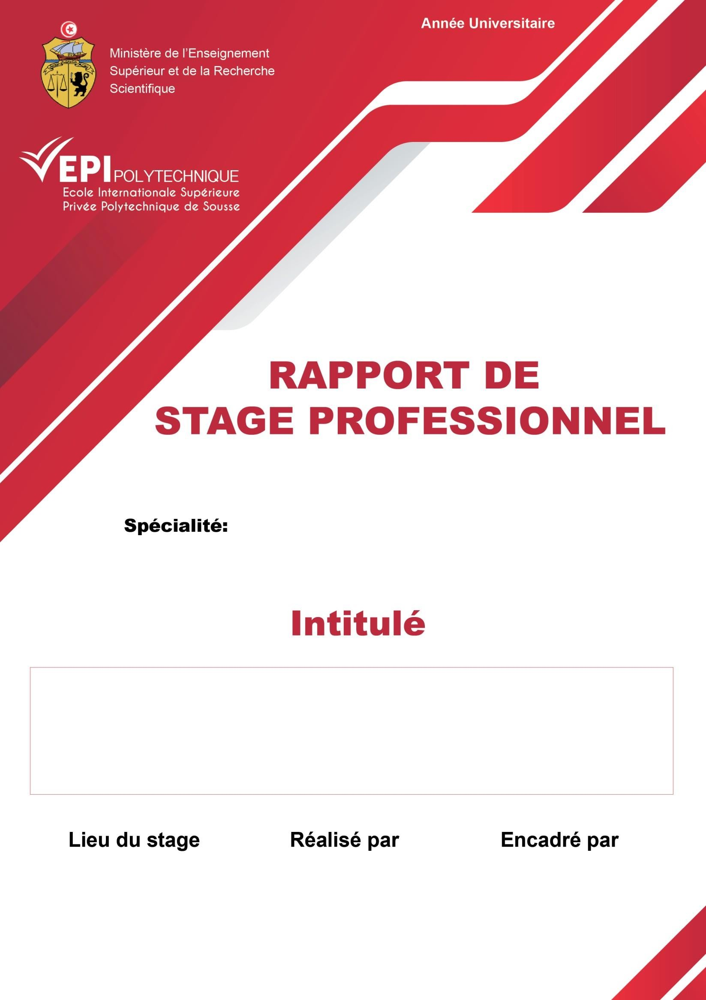 Année Universitaire
Ministère de l'Enseignement
Supérieur et de la Recherche
Scientifique
EPI POLYTECHNIQUE
Ecole Internationale Supérieure
Privée Polytechnique de Sousse
RAPPORT DE
STAGE PROFESSIONNEL
Spécialité:
Intitulé
Lieu du stage
Réalisé par
Encadré par